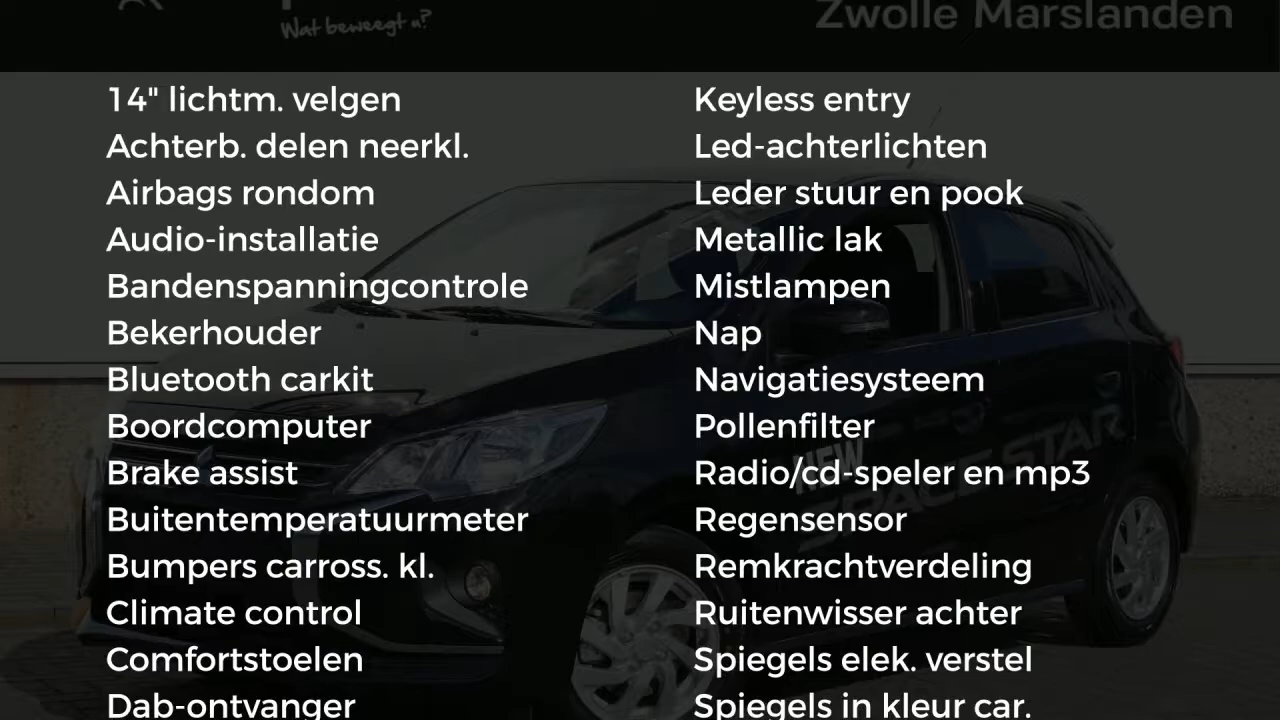 Wat beweegt u?
Zwolle Marslanden
14" lichtm. velgen
Achterb. delen neerkl.
Airbags rondom
Audio-installatie
Bandenspanningcontrole
Bekerhouder
Bluetooth carkit
Boordcomputer
Brake assist
Buitentemperatuurmeter
Bumpers carross. kl.
Climate control
Comfortstoelen
Dab-ontvanger
Keyless entry
Led-achterlichten
Leder stuur en pook
Metallic lak
Mistlampen
Nap
Navigatiesysteem
Pollenfilter
Radio/cd-speler en mp3
Regensensor
Remkrachtverdeling
Ruitenwisser achter
Spiegels elek. verstel
Spiegels in kleur car.
NEW
SPACE STAR